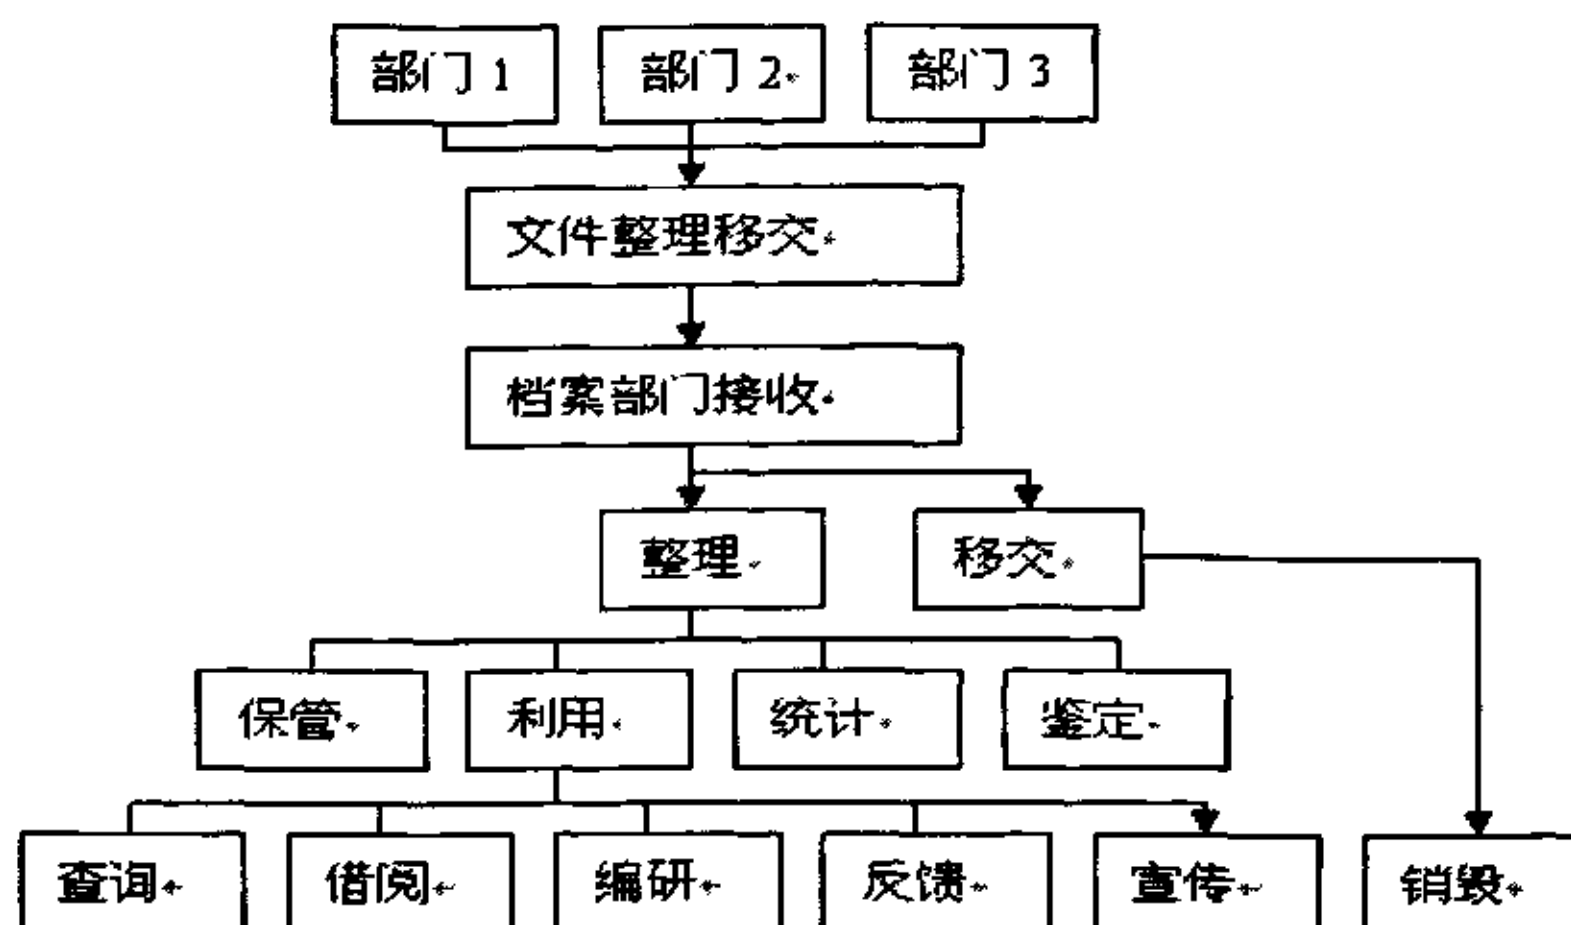 部门 1
部门 2
部门 3
文件整理移交
档案部门接收
整理
移交
保管
利用
统计
鉴定
查询
借阅
编研
反馈
宣传
销毁